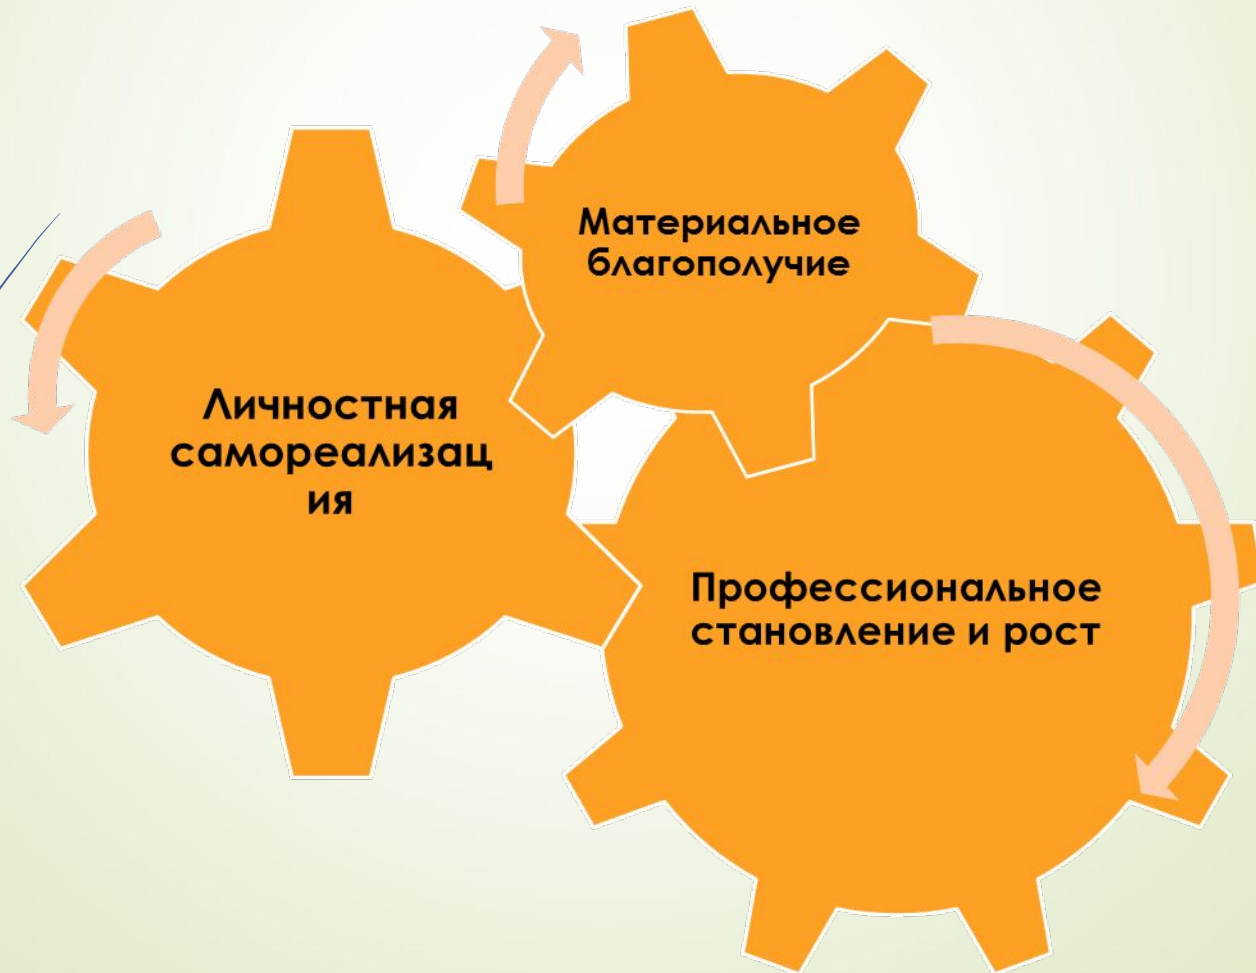 Материальное
благополучие
Личностная
самореализац
ия
Профессиональное
становление и рост